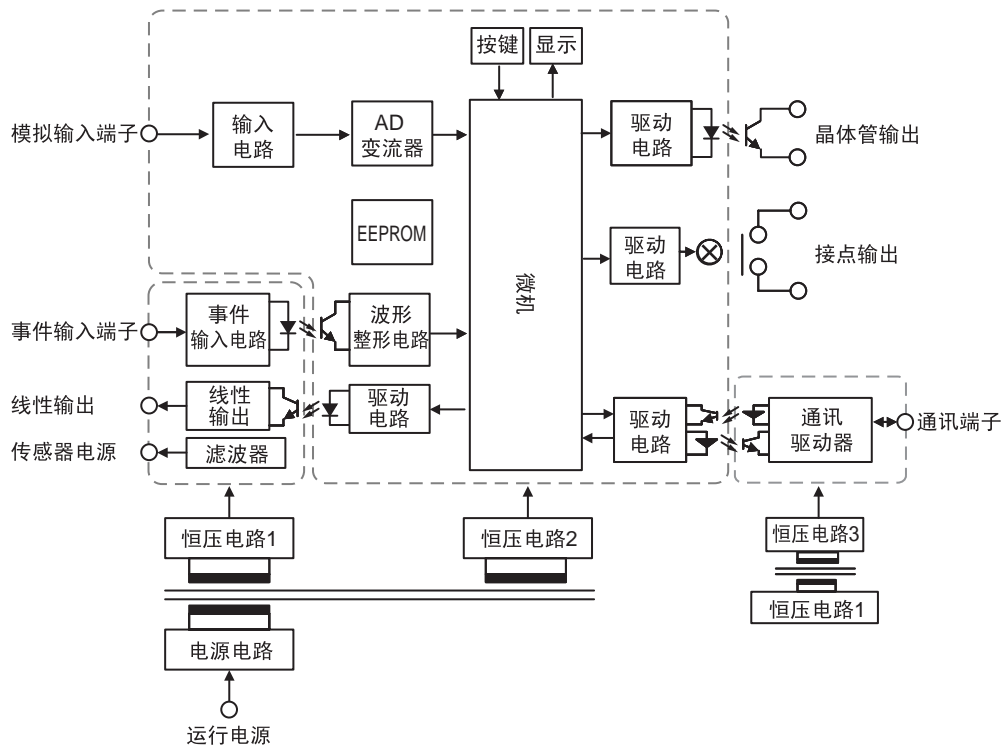 按键
显示
模拟输入端子
输入
电路
AD
变流器
驱动
电路
晶体管输出
EEPROM
微机
驱动
电路
接点输出
事件输入端子
事件
输入电路
波形
整形电路
线性输出
线性
输出
驱动
电路
驱动
电路
通讯
驱动器
通讯端子
传感器电源
滤波器
恒压电路1
恒压电路2
恒压电路3
恒压电路1
电源电路
运行电源